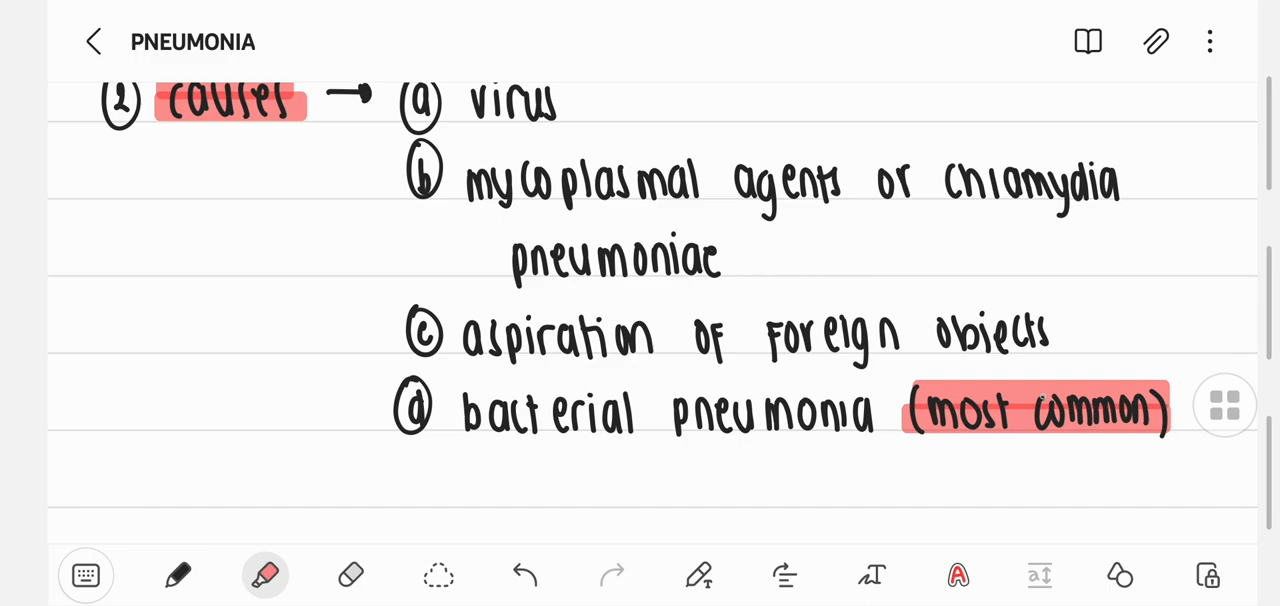 PNEUMONIA
(2) causes → (a) virus
(b) mycoplasmal agents or chlamydia
pneumoniae
(c) aspiration of foreign objects
(d) bacterial pneumonia (most common)